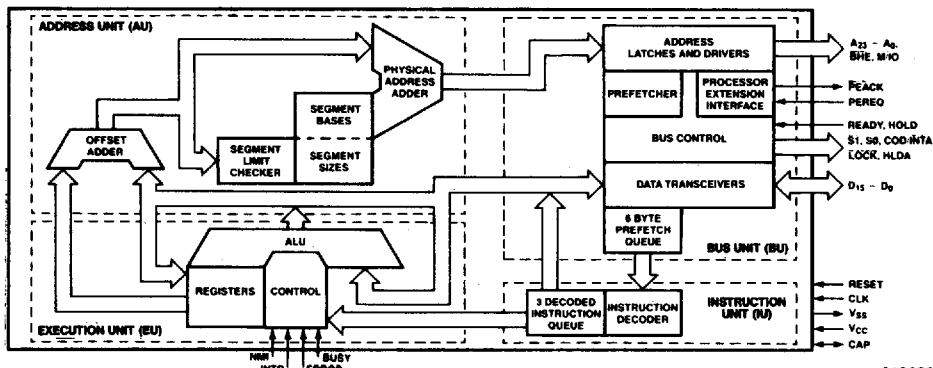 ADDRESS UNIT (AU)
OFFSET
ADDER
PHYSICAL
ADDRESS
ADDER
SEGMENT
BASES
SEGMENT
LIMIT
CHECKER
SEGMENT
SIZES
ADDRESS
LATCHES AND DRIVERS
PREFETCHER
PROCESSOR
EXTENSION
INTERFACE
BUS CONTROL
DATA TRANSCEIVERS
6 BYTE
PREFETCH
QUEUE
BUS UNIT (BU)
A23 - A0,
BHE, M/IO
PEACK
PEREQ
READY, HOLD
S1, S0, COD/INTA
LOCK, HLDA
D15 - D0
ALU
REGISTERS
CONTROL
EXECUTION UNIT (EU)
3 DECODED
INSTRUCTION
QUEUE
INSTRUCTION
DECODER
INSTRUCTION
UNIT (IU)
RESET
CLK
VSS
VCC
CAP
NMI
BUSY